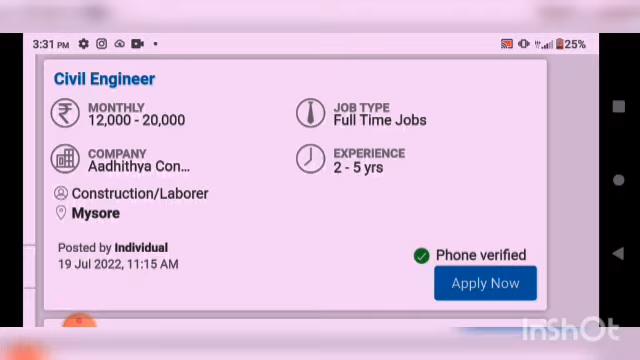 3:31 PM
25%
Civil Engineer
MONTHLY
12,000 - 20,000
JOB TYPE
Full Time Jobs
COMPANY
Aadhithya Con...
EXPERIENCE
2 - 5 yrs
Construction/Laborer
Mysore
Posted by Individual
19 Jul 2022, 11:15 AM
Phone verified
Apply Now
InShOt